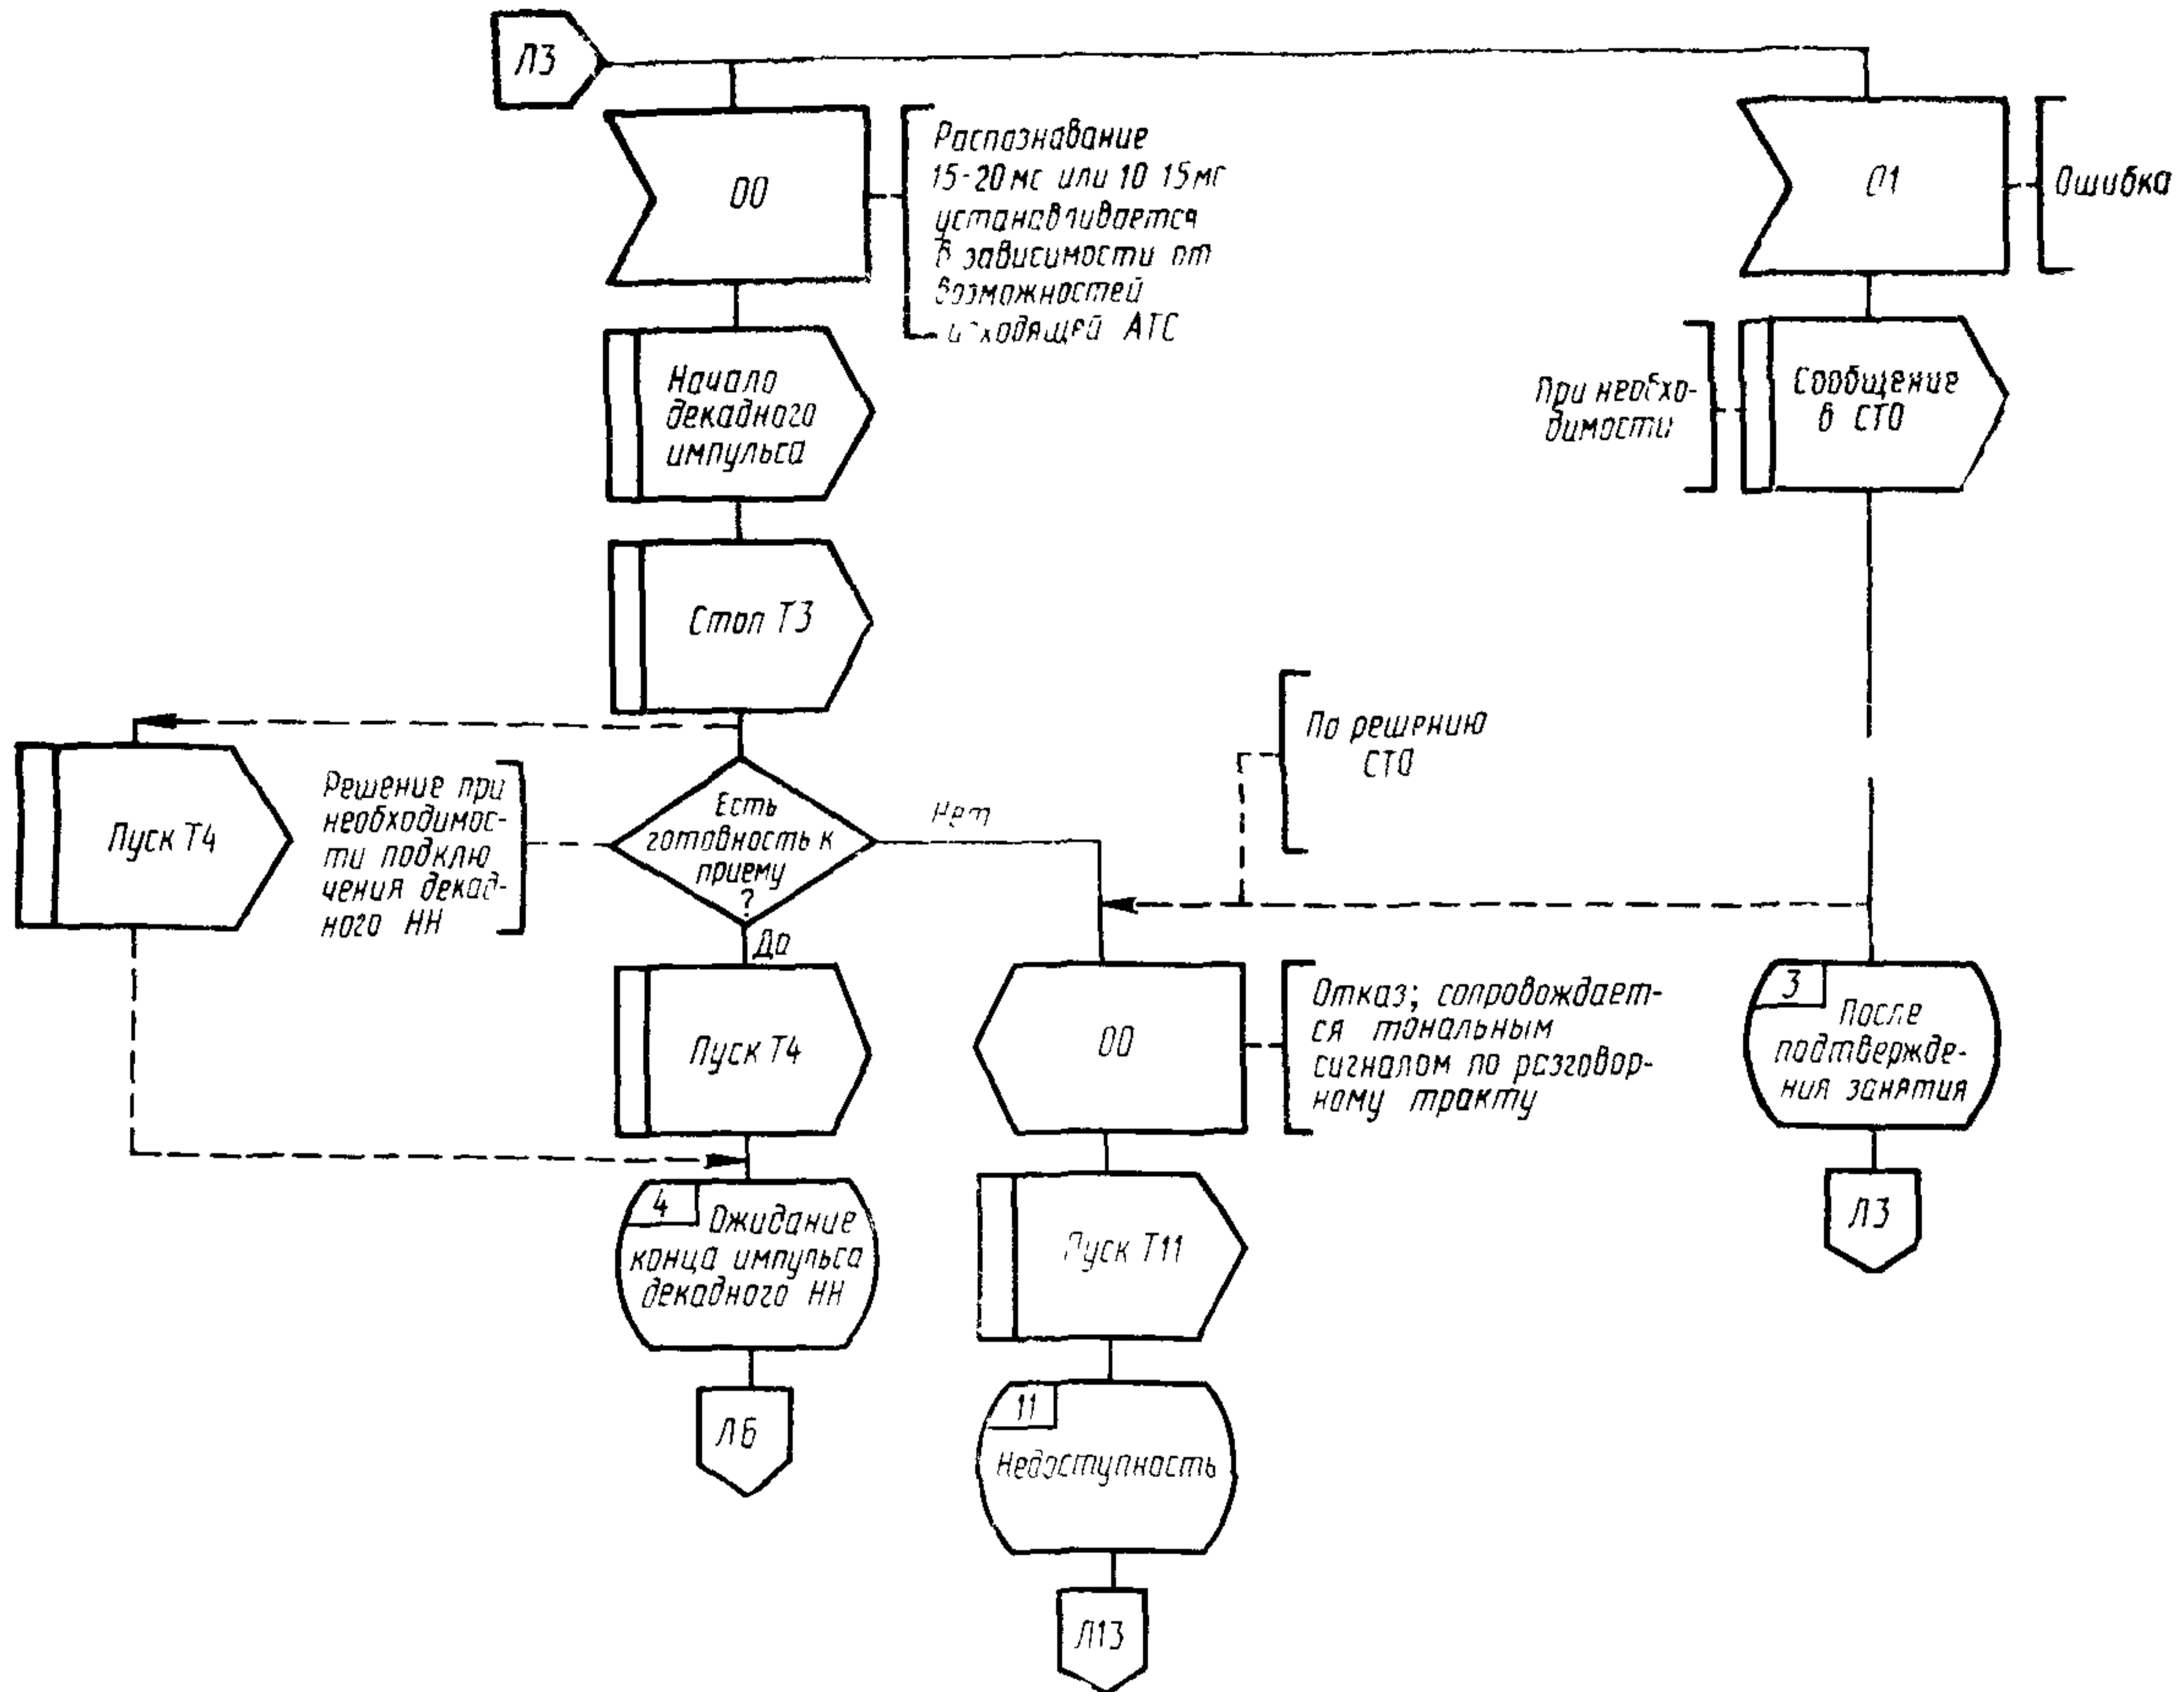 Л3
00
Распознавание
15-20 мс или 10 15мс
устанавливается
в зависимости от
возможностей
исходящей АТС
01
Ошибка
Начало
декадного
импульса
При необхо-
димости
Сообщение
в СТО
Стоп Т3
По решению
СТО
Пуск Т4
Решение при
необходимос-
ти подклю
чения декад-
ного НН
Есть
готовность к
приему
?
Нет
Да
Пуск Т4
00
Отказ; сопровождает-
ся тональным
сигналом по разговор-
ному тракту
3
После
подтвержде-
ния занятия
Л3
4
Ожидание
конца импульса
декадного НН
Л6
Пуск Т11
11
Недоступность
Л13